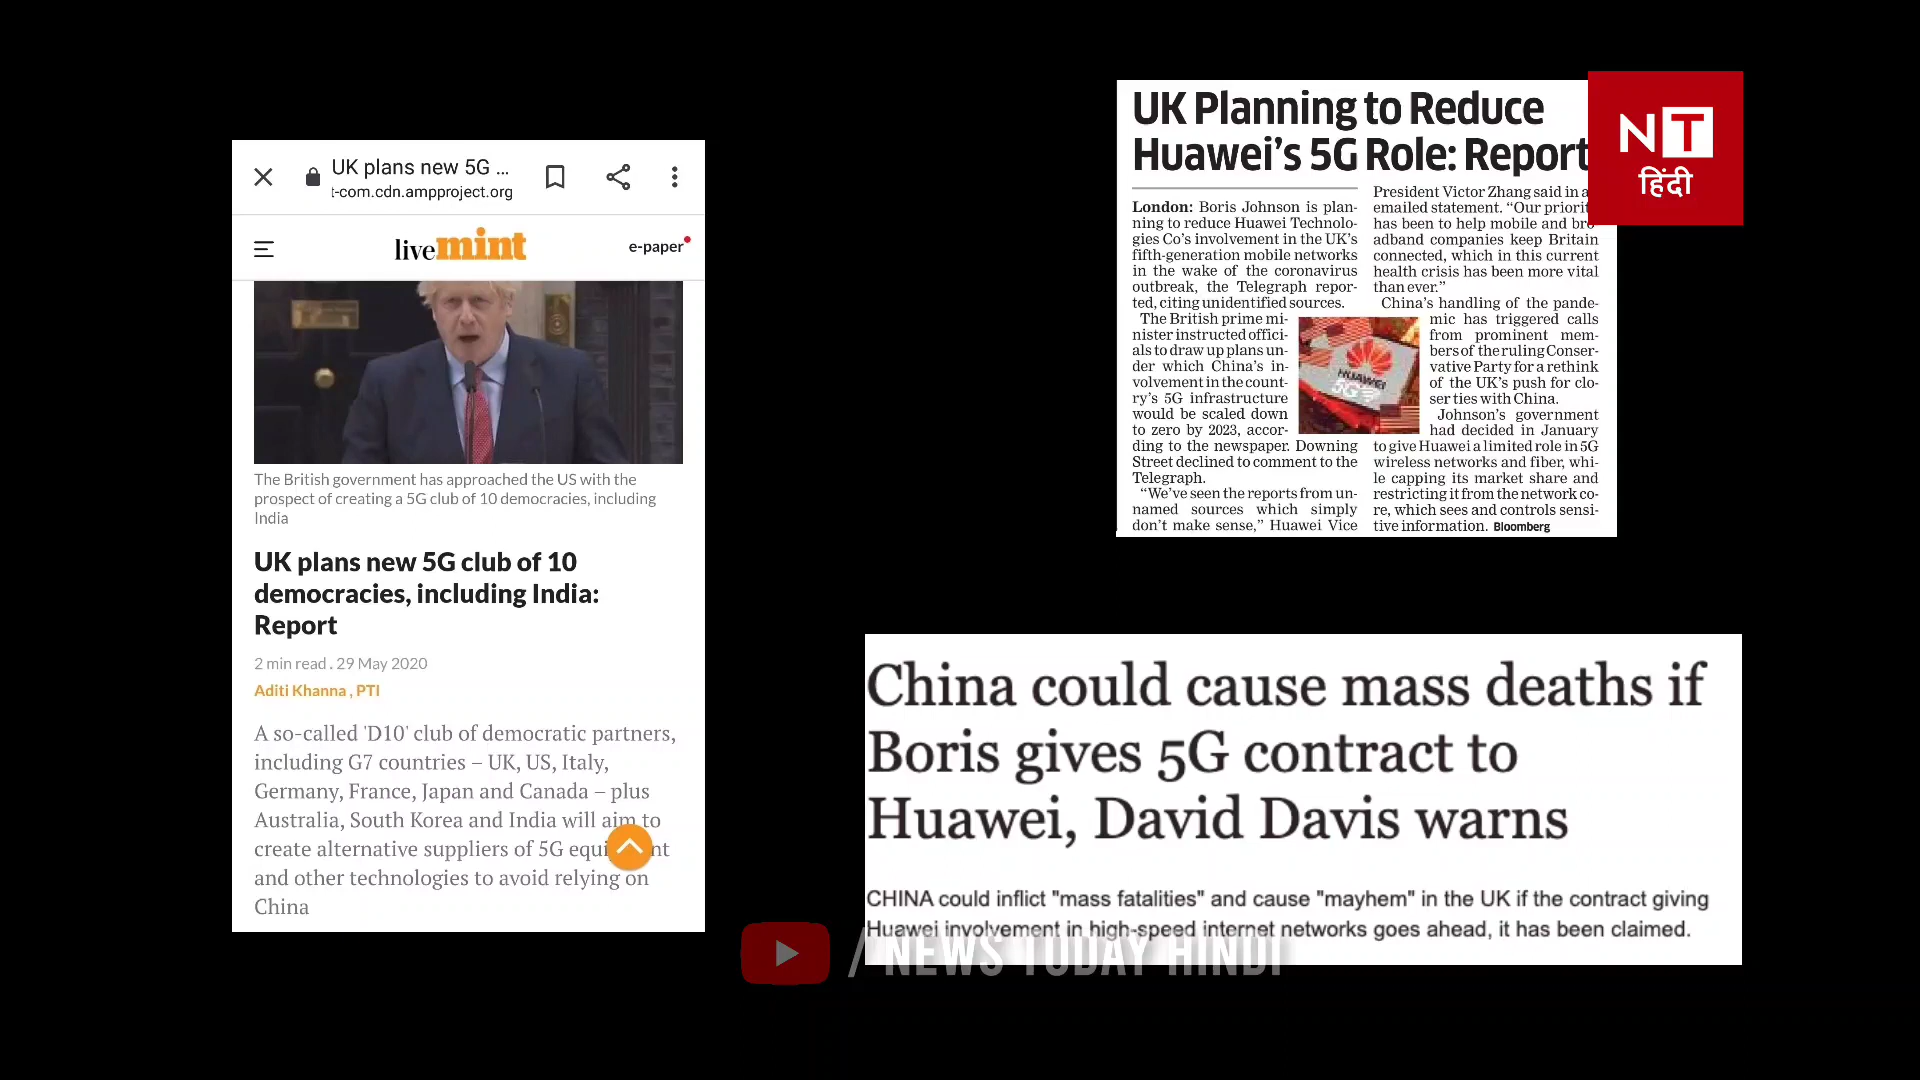 UK plans new 5G ...
t-com.cdn.ampproject.org
livemint
e-paper
The British government has approached the US with the
prospect of creating a 5G club of 10 democracies, including
India
UK plans new 5G club of 10
democracies, including India:
Report
2 min read . 29 May 2020
Aditi Khanna , PTI
A so-called 'D10' club of democratic partners,
including G7 countries – UK, US, Italy,
Germany, France, Japan and Canada – plus
Australia, South Korea and India will aim to
create alternative suppliers of 5G equi nt
and other technologies to avoid relying on
China
UK Planning to Reduce
Huawei's 5G Role: Report
London: Boris Johnson is plan-
ning to reduce Huawei Technolo-
gies Co's involvement in the UK's
fifth-generation mobile networks
in the wake of the coronavirus
outbreak, the Telegraph repor-
ted, citing unidentified sources.
The British prime mi-
nister instructed offici-
als to draw up plans un-
der which China's in-
volvement in the count-
ry's 5G infrastructure
would be scaled down
to zero by 2023, accor-
ding to the newspaper. Downing
Street declined to comment to the
Telegraph.
"We've seen the reports from un-
named sources which simply
don't make sense," Huawei Vice
President Victor Zhang said in a
emailed statement. "Our priorit
has been to help mobile and bro-
adband companies keep Britain
connected, which in this current
health crisis has been more vital
than ever."
China's handling of the pande-
mic has triggered calls
from prominent mem-
bers of the ruling Conser-
vative Party for a rethink
of the UK's push for clo-
ser ties with China.
Johnson's government
had decided in January
to give Huawei a limited role in 5G
wireless networks and fiber, whi-
le capping its market share and
restricting it from the network co-
re, which sees and controls sensi-
tive information. Bloomberg
HUAWEI
5G
NT
हिंदी
China could cause mass deaths if
Boris gives 5G contract to
Huawei, David Davis warns
CHINA could inflict "mass fatalities" and cause "mayhem" in the UK if the contract giving
Huawei involvement in high-speed internet networks goes ahead, it has been claimed.
/ NEWS TODAY HINDI